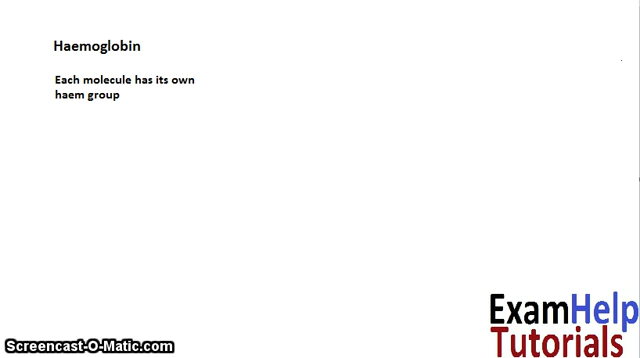 Haemoglobin
Each molecule has its own
haem group
ExamHelp
Tutorials
Screencast-O-Matic.com